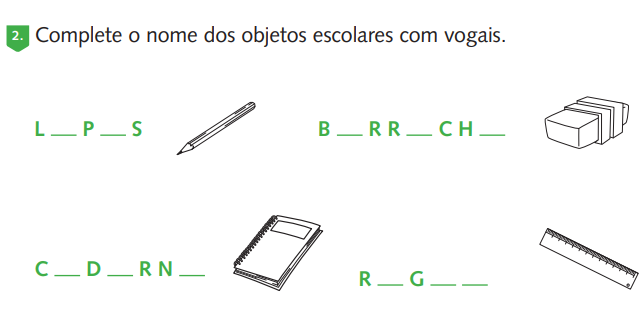 2. Complete o nome dos objetos escolares com vogais.
L __ P __ S
B __ R R __ C H __
C __ D __ R N __
R __ G __ __